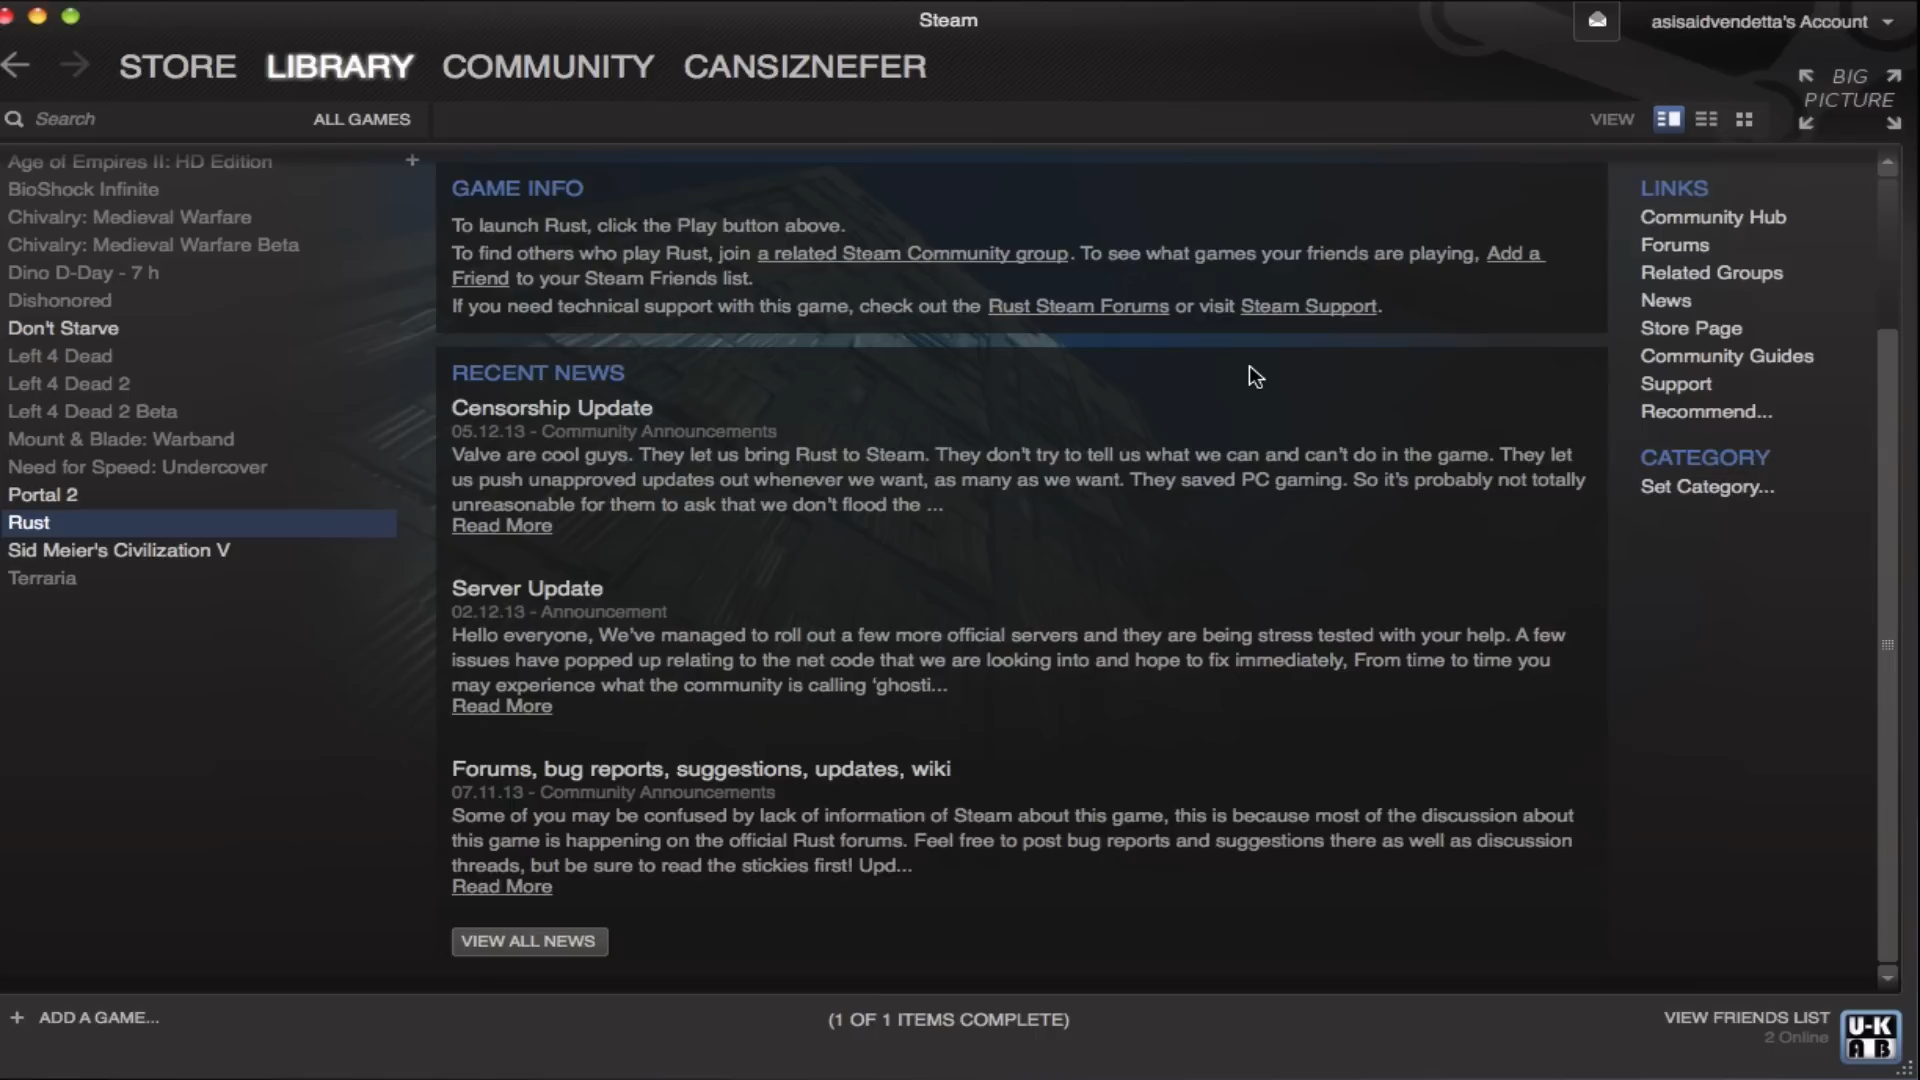 Steam
asisaidvendetta's Account
STORE LIBRARY COMMUNITY CANSIZNEFER
BIG PICTURE
Search
ALL GAMES
VIEW
Age of Empires II: HD Edition
+
BioShock Infinite
Chivalry: Medieval Warfare
Chivalry: Medieval Warfare Beta
Dino D-Day - 7 h
Dishonored
Don't Starve
Left 4 Dead
Left 4 Dead 2
Left 4 Dead 2 Beta
Mount & Blade: Warband
Need for Speed: Undercover
Portal 2
Rust
Sid Meier's Civilization V
Terraria
GAME INFO
To launch Rust, click the Play button above.
To find others who play Rust, join a related Steam Community group. To see what games your friends are playing, Add a
Friend to your Steam Friends list.
If you need technical support with this game, check out the Rust Steam Forums or visit Steam Support.
RECENT NEWS
Censorship Update
05.12.13 - Community Announcements
Valve are cool guys. They let us bring Rust to Steam. They don't try to tell us what we can and can't do in the game. They let
us push unapproved updates out whenever we want, as many as we want. They saved PC gaming. So it's probably not totally
unreasonable for them to ask that we don't flood the ...
Read More
Server Update
02.12.13 - Announcement
Hello everyone, We've managed to roll out a few more official servers and they are being stress tested with your help. A few
issues have popped up relating to the net code that we are looking into and hope to fix immediately, From time to time you
may experience what the community is calling 'ghosti...
Read More
Forums, bug reports, suggestions, updates, wiki
07.11.13 - Community Announcements
Some of you may be confused by lack of information of Steam about this game, this is because most of the discussion about
this game is happening on the official Rust forums. Feel free to post bug reports and suggestions there as well as discussion
threads, but be sure to read the stickies first! Upd...
Read More
VIEW ALL NEWS
LINKS
Community Hub
Forums
Related Groups
News
Store Page
Community Guides
Support
Recommend...
CATEGORY
Set Category...
+ ADD A GAME...
(1 OF 1 ITEMS COMPLETE)
VIEW FRIENDS LIST
2 Online
U-K
A B